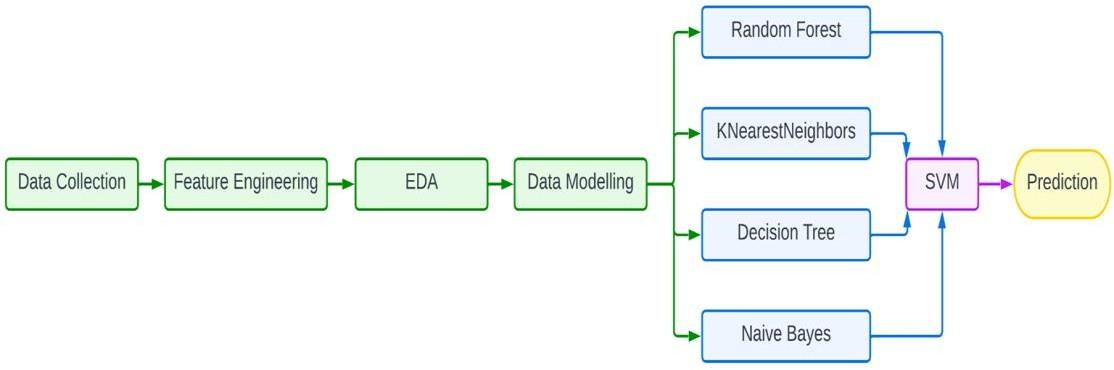 Data Collection
Feature Engineering
EDA
Data Modelling
Random Forest
KNearestNeighbors
Decision Tree
Naive Bayes
SVM
Prediction